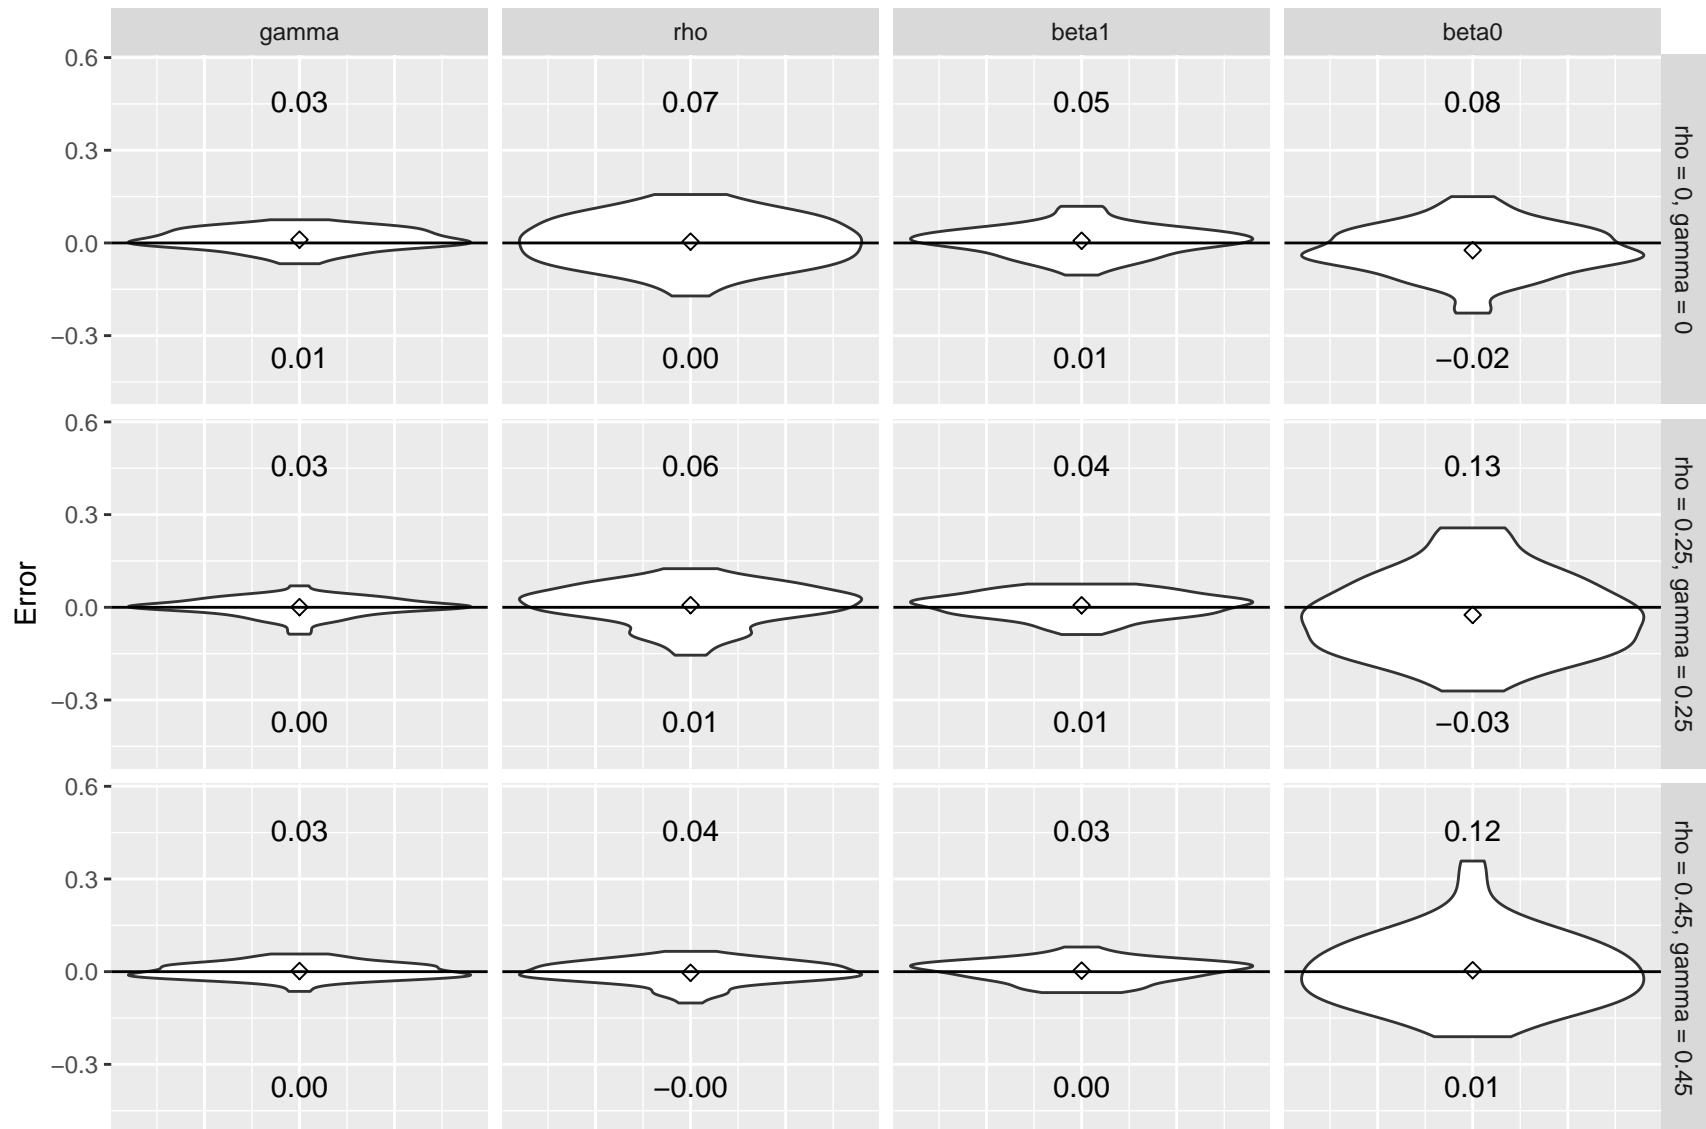 gamma rho beta1 beta0
0.6
0.03 0.07 0.05 0.08
0.3
0.0
−0.3
0.01 0.00 0.01 −0.02
rho = 0, gamma = 0
0.6
0.03 0.06 0.04 0.13
0.3
0.0
−0.3
0.00 0.01 0.01 −0.03
rho = 0.25, gamma = 0.25
Error
0.6
0.03 0.04 0.03 0.12
0.3
0.0
−0.3
0.00 −0.00 0.00 0.01
rho = 0.45, gamma = 0.45